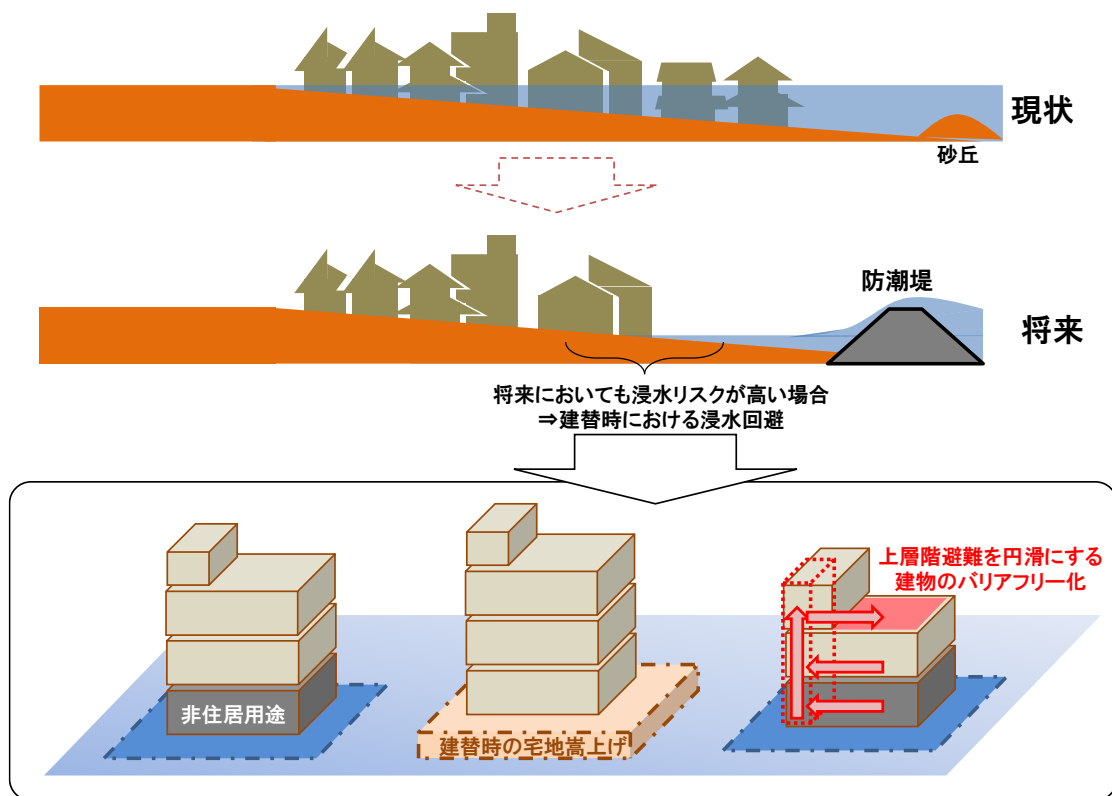 現状
砂丘
防潮堤
将来
将来においても浸水リスクが高い場合
⇒建替時における浸水回避
上層階避難を円滑にする
建物のバリアフリー化
非住居用途
建替時の宅地嵩上げ